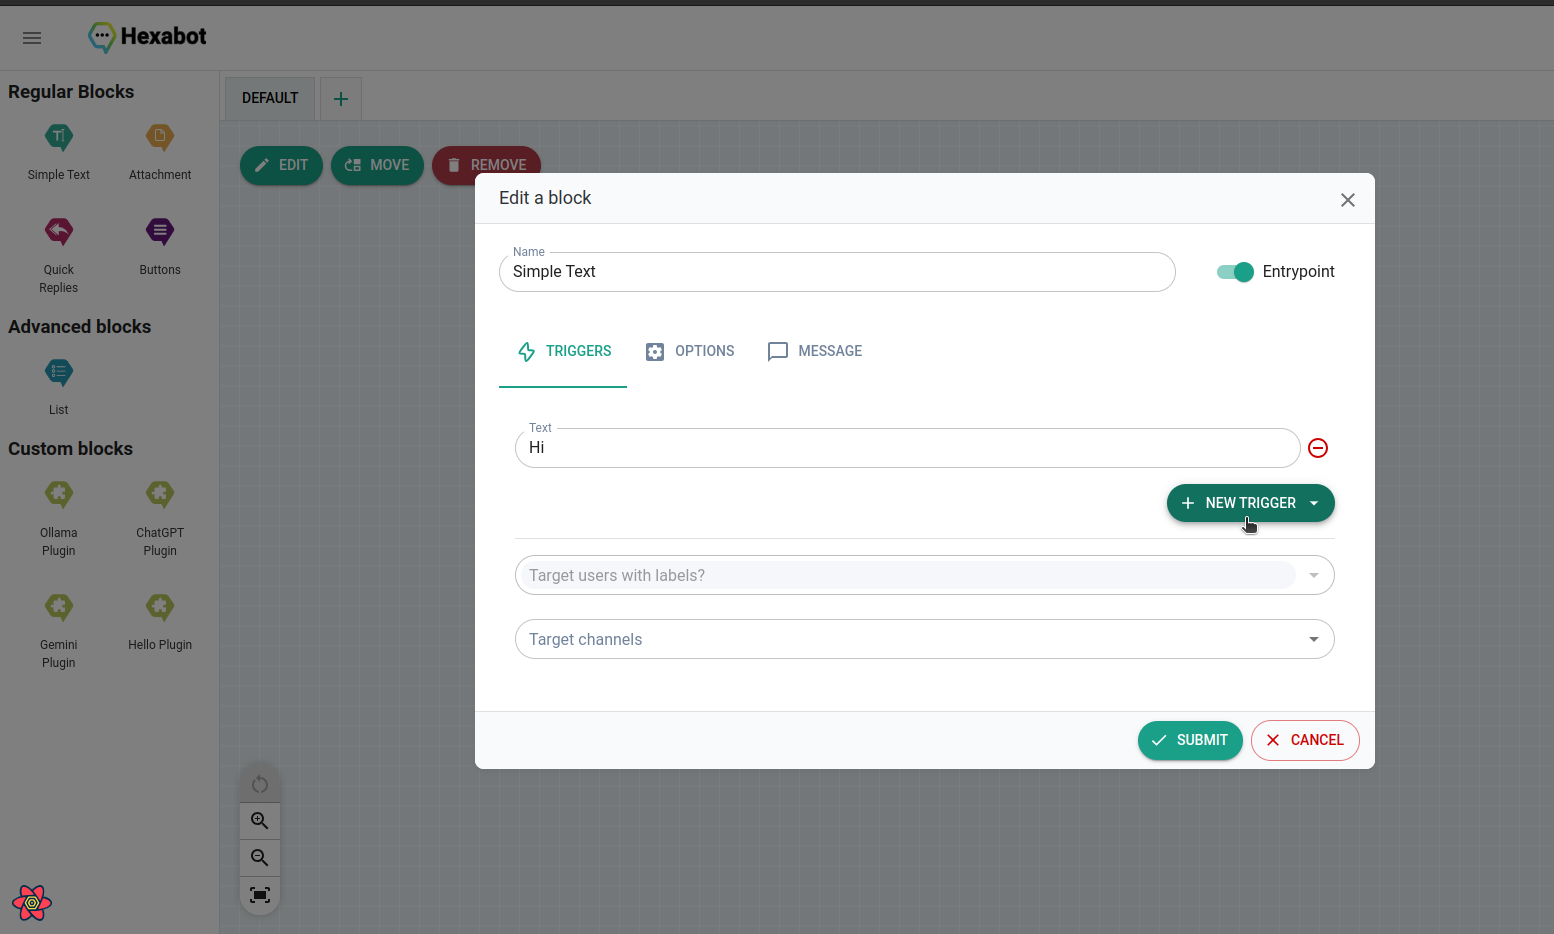 Hexabot
Regular Blocks
Simple Text
Attachment
Quick
Replies
Buttons
Advanced blocks
List
Custom blocks
Ollama
Plugin
ChatGPT
Plugin
Gemini
Plugin
Hello Plugin
DEFAULT
EDIT
MOVE
REMOVE
Edit a block
Name
Simple Text
Entrypoint
TRIGGERS
OPTIONS
MESSAGE
Text
Hi
NEW TRIGGER
Target users with labels?
Target channels
SUBMIT
CANCEL